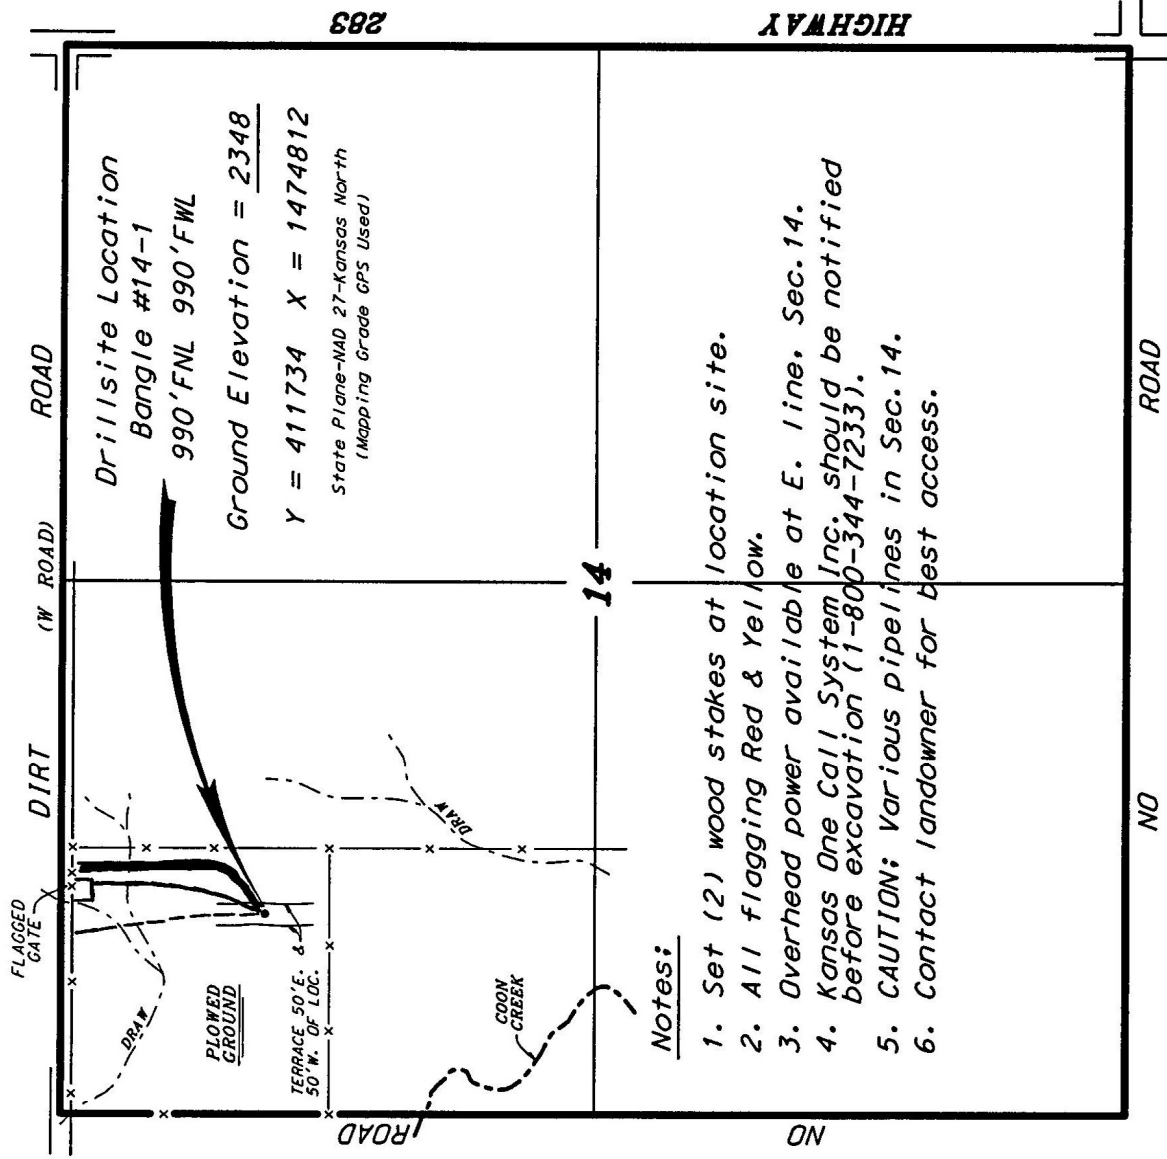 DIRT (W ROAD) ROAD
FLAGGED
GATE
Drillsite Location
Bangle #14-1
990'FNL 990'FWL
Ground Elevation = 2348
Y = 411734 X = 1474812
State Plane-NAD 27-Kansas North
(Mapping Grade GPS Used)
DRAW
PLOWED
GROUND
TERRACE 50'E. &
50'W. OF LOC.
DRAW
COON
CREEK
14
NO ROAD
HIGHWAY 283
Notes:
1. Set (2) wood stakes at location site.
2. All flagging Red & Yellow.
3. Overhead power available at E. line, Sec.14.
4. Kansas One Call System Inc. should be notified
before excavation (1-800-344-7233).
5. CAUTION: Various pipelines in Sec.14.
6. Contact landowner for best access.
NO ROAD